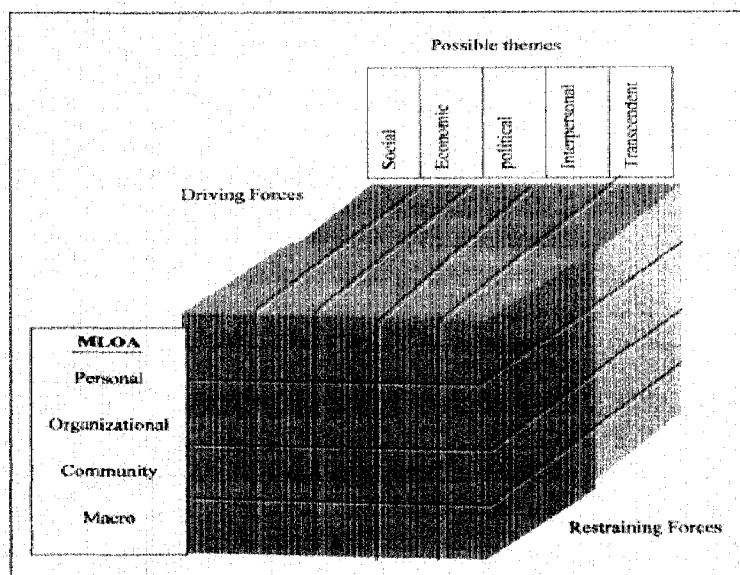 Possible themes
Social
Economic
political
Interpersonal
Transcendent
Driving Forces
MLOA
Personal
Organizational
Community
Macro
Restraining Forces